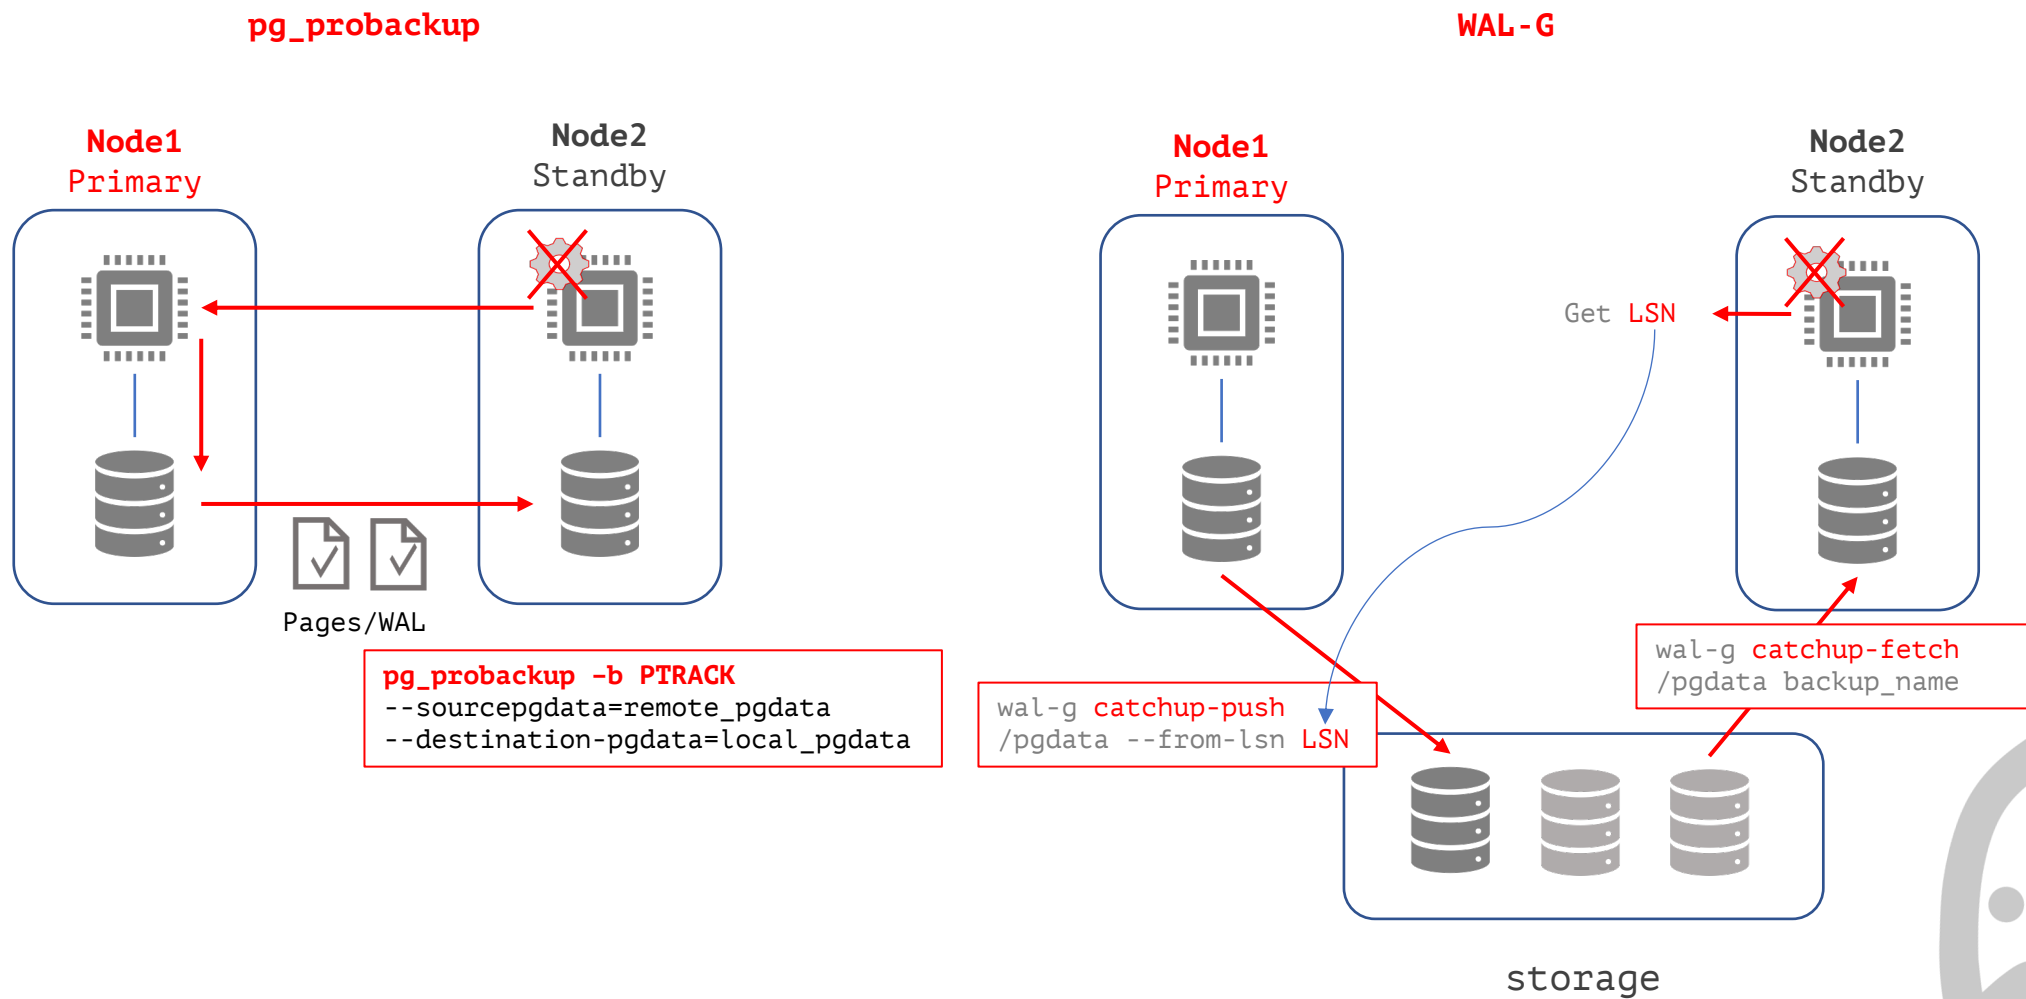 pg_probackup
Node1
Primary
Node2
Standby
Pages/WAL
pg_probackup -b PTRACK
--sourcepgdata=remote_pgdata
--destination-pgdata=local_pgdata
WAL-G
Node1
Primary
Node2
Standby
Get LSN
wal-g catchup-push
/pgdata --from-lsn LSN
wal-g catchup-fetch
/pgdata backup_name
storage